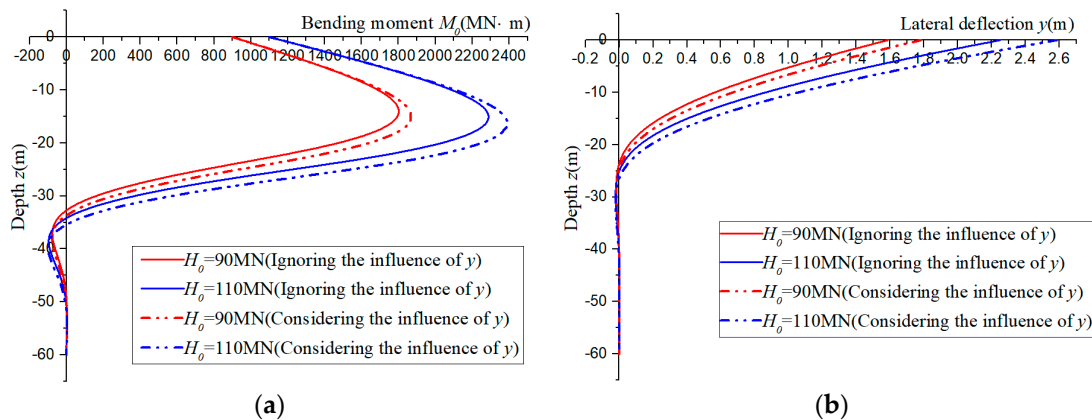 Bending moment M0(MN· m)
-200 0 200 400 600 800 1000 1200 1400 1600 1800 2000 2200 2400
0
-10
-20
-30
-40
-50
-60
Depth z(m)
H0=90MN(Ignoring the influence of y)
H0=110MN(Ignoring the influence of y)
H0=90MN(Considering the influence of y)
H0=110MN(Considering the influence of y)
(a)
Lateral deflection y(m)
-0.2 0.0 0.2 0.4 0.6 0.8 1.0 1.2 1.4 1.6 1.8 2.0 2.2 2.4 2.6
0
-10
-20
-30
-40
-50
-60
Depth z(m)
H0=90MN(Ignoring the influence of y)
H0=110MN(Ignoring the influence of y)
H0=90MN(Considering the influence of y)
H0=110MN(Considering the influence of y)
(b)